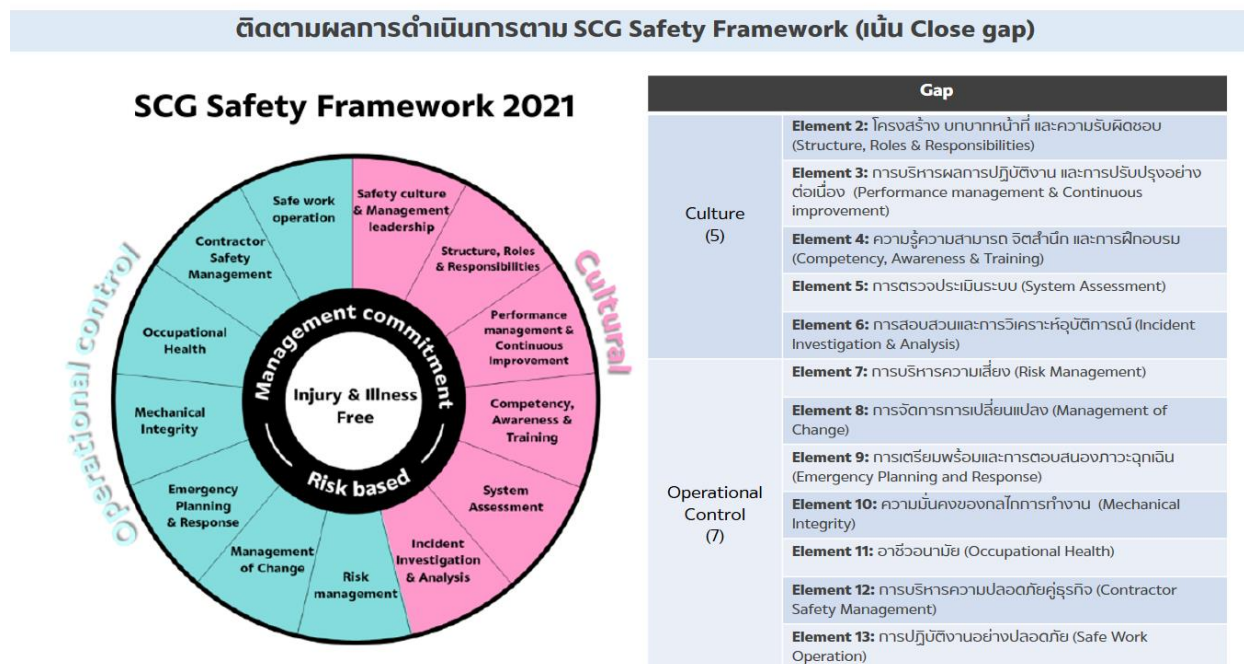 ติดตามผลการดำเนินการตาม SCG Safety Framework (เน้น Close gap)
SCG Safety Framework 2021
Safe work
operation
Safety culture
& Management
leadership
Structure, Roles
& Responsibilities
Performance
management &
Continuous
Improvement
Competency,
Awareness &
Training
System
Assessment
Incident
Investigation
& Analysis
Risk
management
Management
of Change
Emergency
Planning
& Response
Mechanical
Integrity
Occupational
Health
Contractor
Safety
Management
Operational control
Cultural
Management commitment
Injury & Illness
Free
Risk based
Gap
Culture
(5)
Element 2: โครงสร้าง บทบาทหน้าที่ และความรับผิดชอบ
(Structure, Roles & Responsibilities)
Element 3: การบริหารผลการปฏิบัติงาน และการปรับปรุงอย่าง
ต่อเนื่อง (Performance management & Continuous
improvement)
Element 4: ความรู้ความสามารถ จิตสำนึก และการฝึกอบรม
(Competency, Awareness & Training)
Element 5: การตรวจประเมินระบบ (System Assessment)
Element 6: การสอบสวนและการวิเคราะห์อุบัติการณ์ (Incident
Investigation & Analysis)
Operational
Control
(7)
Element 7: การบริหารความเสี่ยง (Risk Management)
Element 8: การจัดการการเปลี่ยนแปลง (Management of
Change)
Element 9: การเตรียมพร้อมและการตอบสนองภาวะฉุกเฉิน
(Emergency Planning and Response)
Element 10: ความมั่นคงของกลไกการทำงาน (Mechanical
Integrity)
Element 11: อาชีวอนามัย (Occupational Health)
Element 12: การบริหารความปลอดภัยคู่ธุรกิจ (Contractor
Safety Management)
Element 13: การปฏิบัติงานอย่างปลอดภัย (Safe Work
Operation)